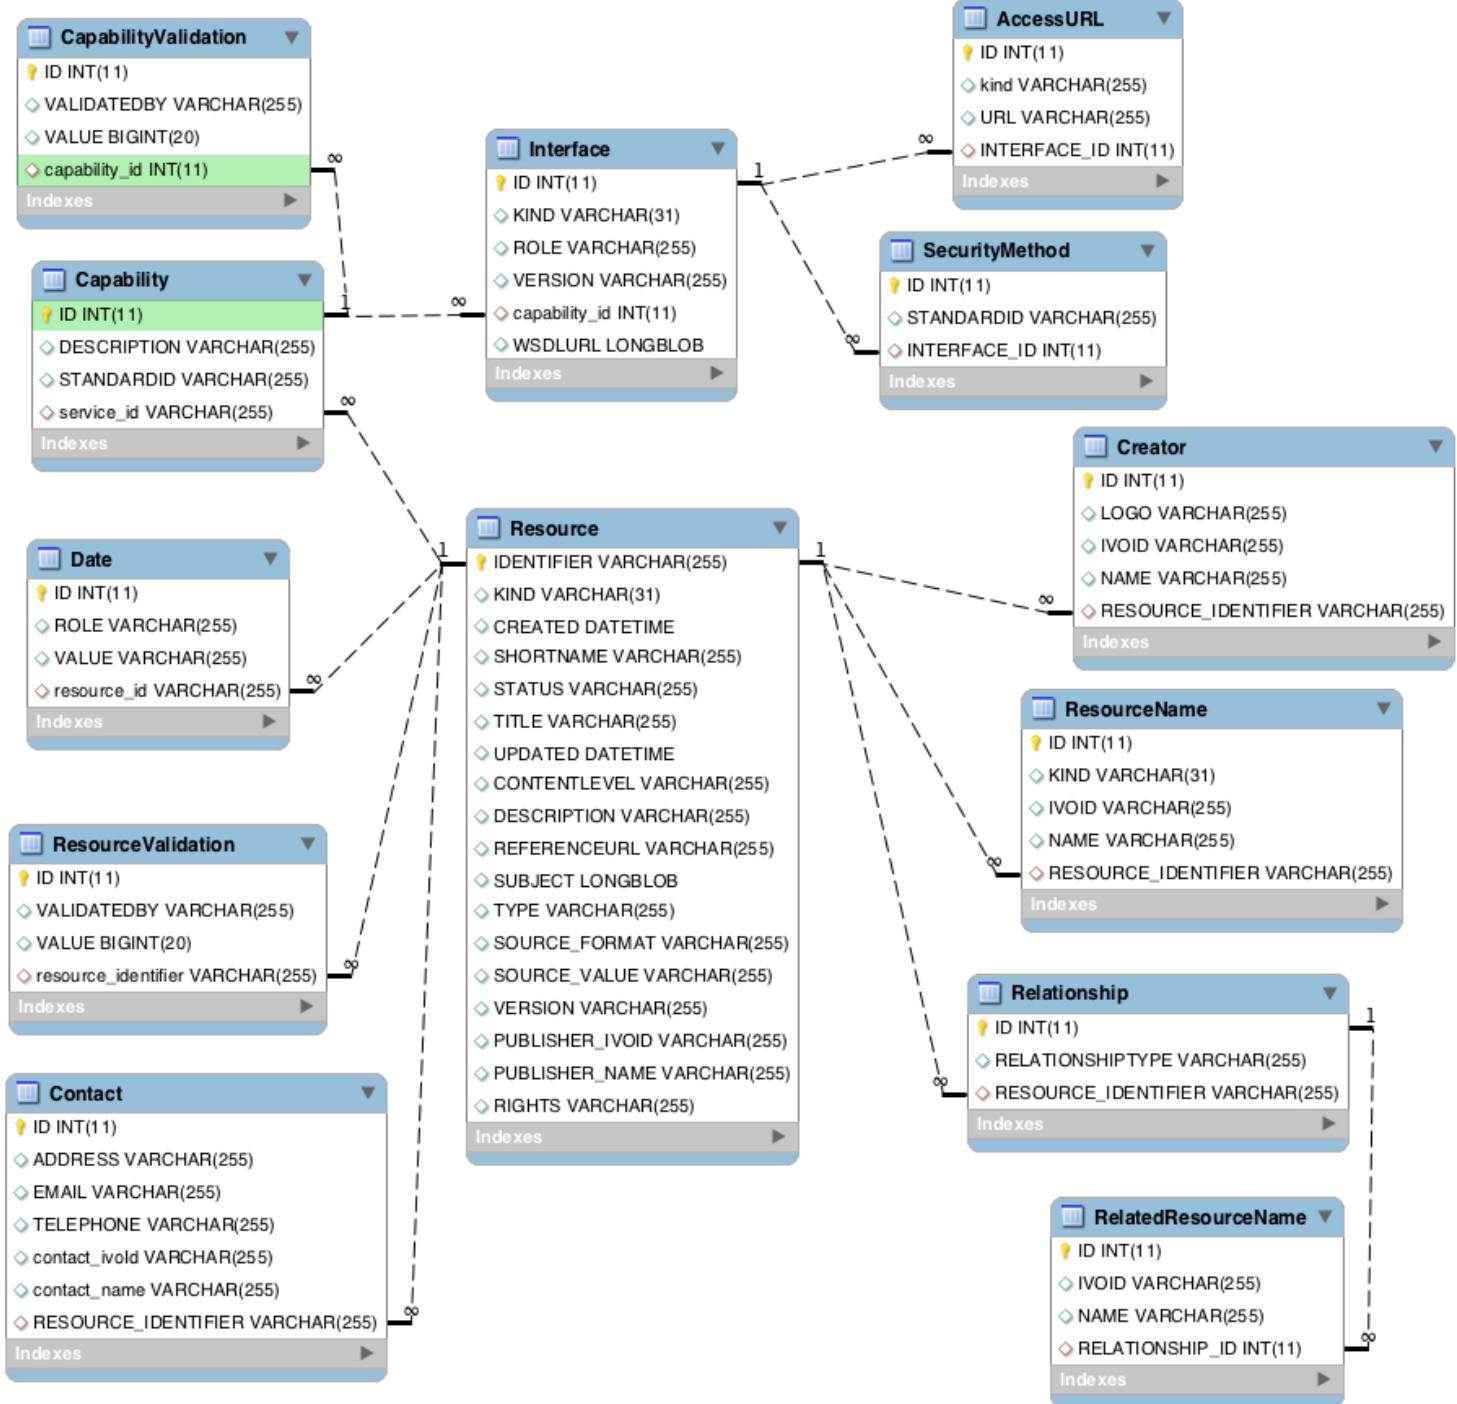 CapabilityValidation
ID INT(11)
VALIDATEDBY VARCHAR(255)
VALUE BIGINT(20)
capability_id INT(11)
Indexes
∞
Capability
ID INT(11)
DESCRIPTION VARCHAR(255)
STANDARDID VARCHAR(255)
service_id VARCHAR(255)
Indexes
1
∞
Interface
ID INT(11)
KIND VARCHAR(31)
ROLE VARCHAR(255)
VERSION VARCHAR(255)
capability_id INT(11)
WSDLURL LONGBLOB
Indexes
∞
1
AccessURL
ID INT(11)
kind VARCHAR(255)
URL VARCHAR(255)
INTERFACE_ID INT(11)
Indexes
∞
SecurityMethod
ID INT(11)
STANDARDID VARCHAR(255)
INTERFACE_ID INT(11)
Indexes
∞
Date
ID INT(11)
ROLE VARCHAR(255)
VALUE VARCHAR(255)
resource_id VARCHAR(255)
Indexes
∞
ResourceValidation
ID INT(11)
VALIDATEDBY VARCHAR(255)
VALUE BIGINT(20)
resource_identifier VARCHAR(255)
Indexes
∞
Contact
ID INT(11)
ADDRESS VARCHAR(255)
EMAIL VARCHAR(255)
TELEPHONE VARCHAR(255)
contact_ivoId VARCHAR(255)
contact_name VARCHAR(255)
RESOURCE_IDENTIFIER VARCHAR(255)
Indexes
∞
Resource
IDENTIFIER VARCHAR(255)
KIND VARCHAR(31)
CREATED DATETIME
SHORTNAME VARCHAR(255)
STATUS VARCHAR(255)
TITLE VARCHAR(255)
UPDATED DATETIME
CONTENTLEVEL VARCHAR(255)
DESCRIPTION VARCHAR(255)
REFERENCEURL VARCHAR(255)
SUBJECT LONGBLOB
TYPE VARCHAR(255)
SOURCE_FORMAT VARCHAR(255)
SOURCE_VALUE VARCHAR(255)
VERSION VARCHAR(255)
PUBLISHER_IVOID VARCHAR(255)
PUBLISHER_NAME VARCHAR(255)
RIGHTS VARCHAR(255)
Indexes
1
1
Creator
ID INT(11)
LOGO VARCHAR(255)
IVOID VARCHAR(255)
NAME VARCHAR(255)
RESOURCE_IDENTIFIER VARCHAR(255)
Indexes
∞
ResourceName
ID INT(11)
KIND VARCHAR(31)
IVOID VARCHAR(255)
NAME VARCHAR(255)
RESOURCE_IDENTIFIER VARCHAR(255)
Indexes
∞
Relationship
ID INT(11)
RELATIONSHIPTYPE VARCHAR(255)
RESOURCE_IDENTIFIER VARCHAR(255)
Indexes
∞
1
RelatedResourceName
ID INT(11)
IVOID VARCHAR(255)
NAME VARCHAR(255)
RELATIONSHIP_ID INT(11)
Indexes
∞